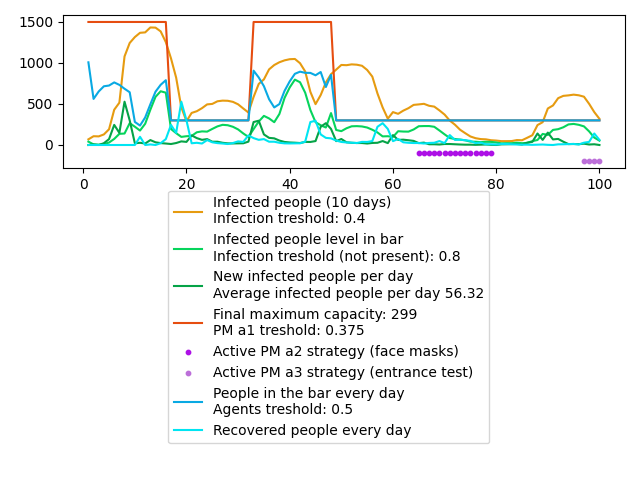 1500
1000
500
0
0 20 40 60 80 100
Infected people (10 days)
Infection treshold: 0.4
Infected people level in bar
Infection treshold (not present): 0.8
New infected people per day
Average infected people per day 56.32
Final maximum capacity: 299
PM a1 treshold: 0.375
Active PM a2 strategy (face masks)
Active PM a3 strategy (entrance test)
People in the bar every day
Agents treshold: 0.5
Recovered people every day